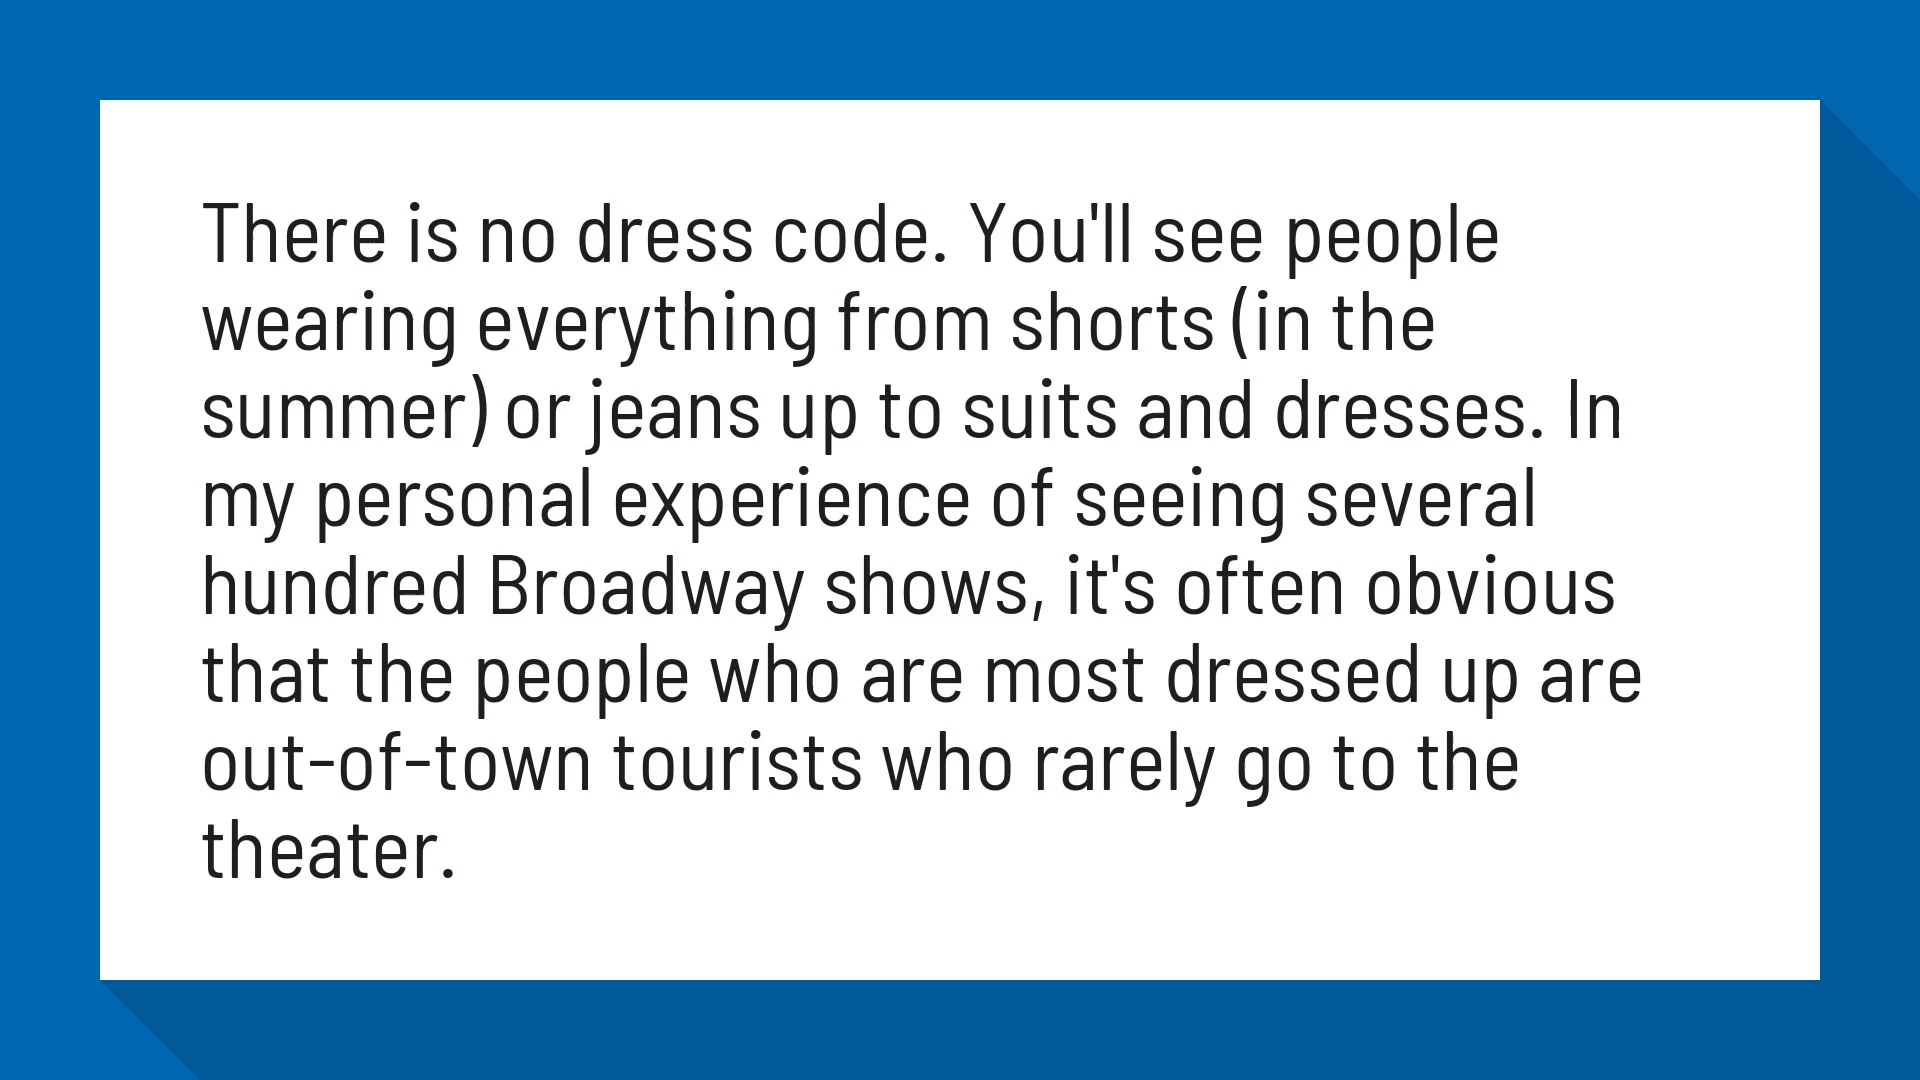 There is no dress code. You'll see people
wearing everything from shorts (in the
summer) or jeans up to suits and dresses. In
my personal experience of seeing several
hundred Broadway shows, it's often obvious
that the people who are most dressed up are
out-of-town tourists who rarely go to the
theater.